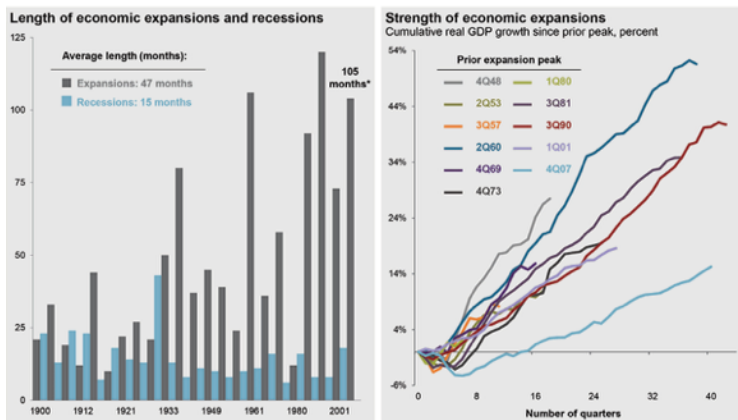 Length of economic expansions and recessions
125
100
75
50
25
0
Average length (months):
Expansions: 47 months
Recessions: 15 months
105
months*
1900
1912
1921
1933
1949
1961
1980
2001
Strength of economic expansions
Cumulative real GDP growth since prior peak, percent
54%
44%
34%
24%
14%
4%
-6%
Prior expansion peak
4Q48
1Q80
2Q53
3Q81
3Q57
3Q90
2Q60
1Q01
4Q69
4Q07
4Q73
0
8
16
24
32
40
Number of quarters